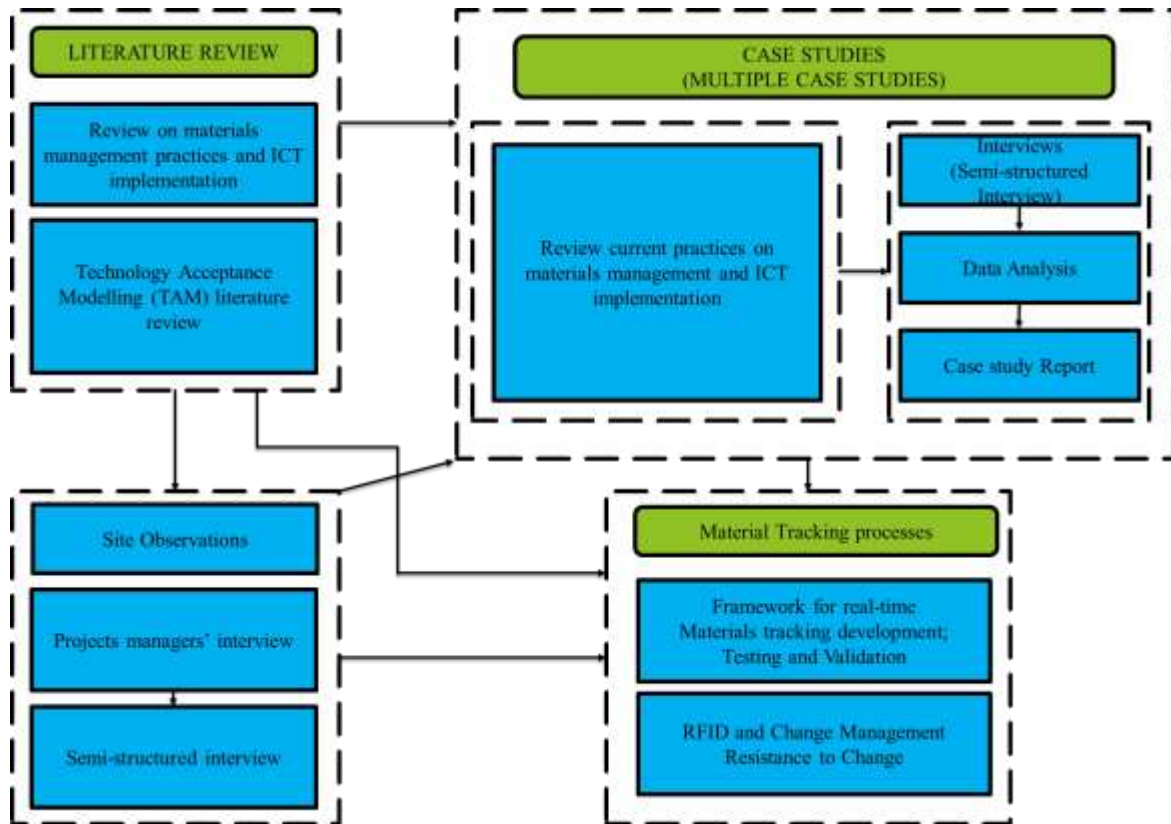 LITERATURE REVIEW
Review on materials
management practices and ICT
implementation
Technology Acceptance
Modelling (TAM) literature
review
CASE STUDIES
(MULTIPLE CASE STUDIES)
Review current practices on
materials management and ICT
implementation
Interviews
(Semi-structured
Interview)
Data Analysis
Case study Report
Site Observations
Projects managers’ interview
Semi-structured interview
Material Tracking processes
Framework for real-time
Materials tracking development;
Testing and Validation
RFID and Change Management
Resistance to Change